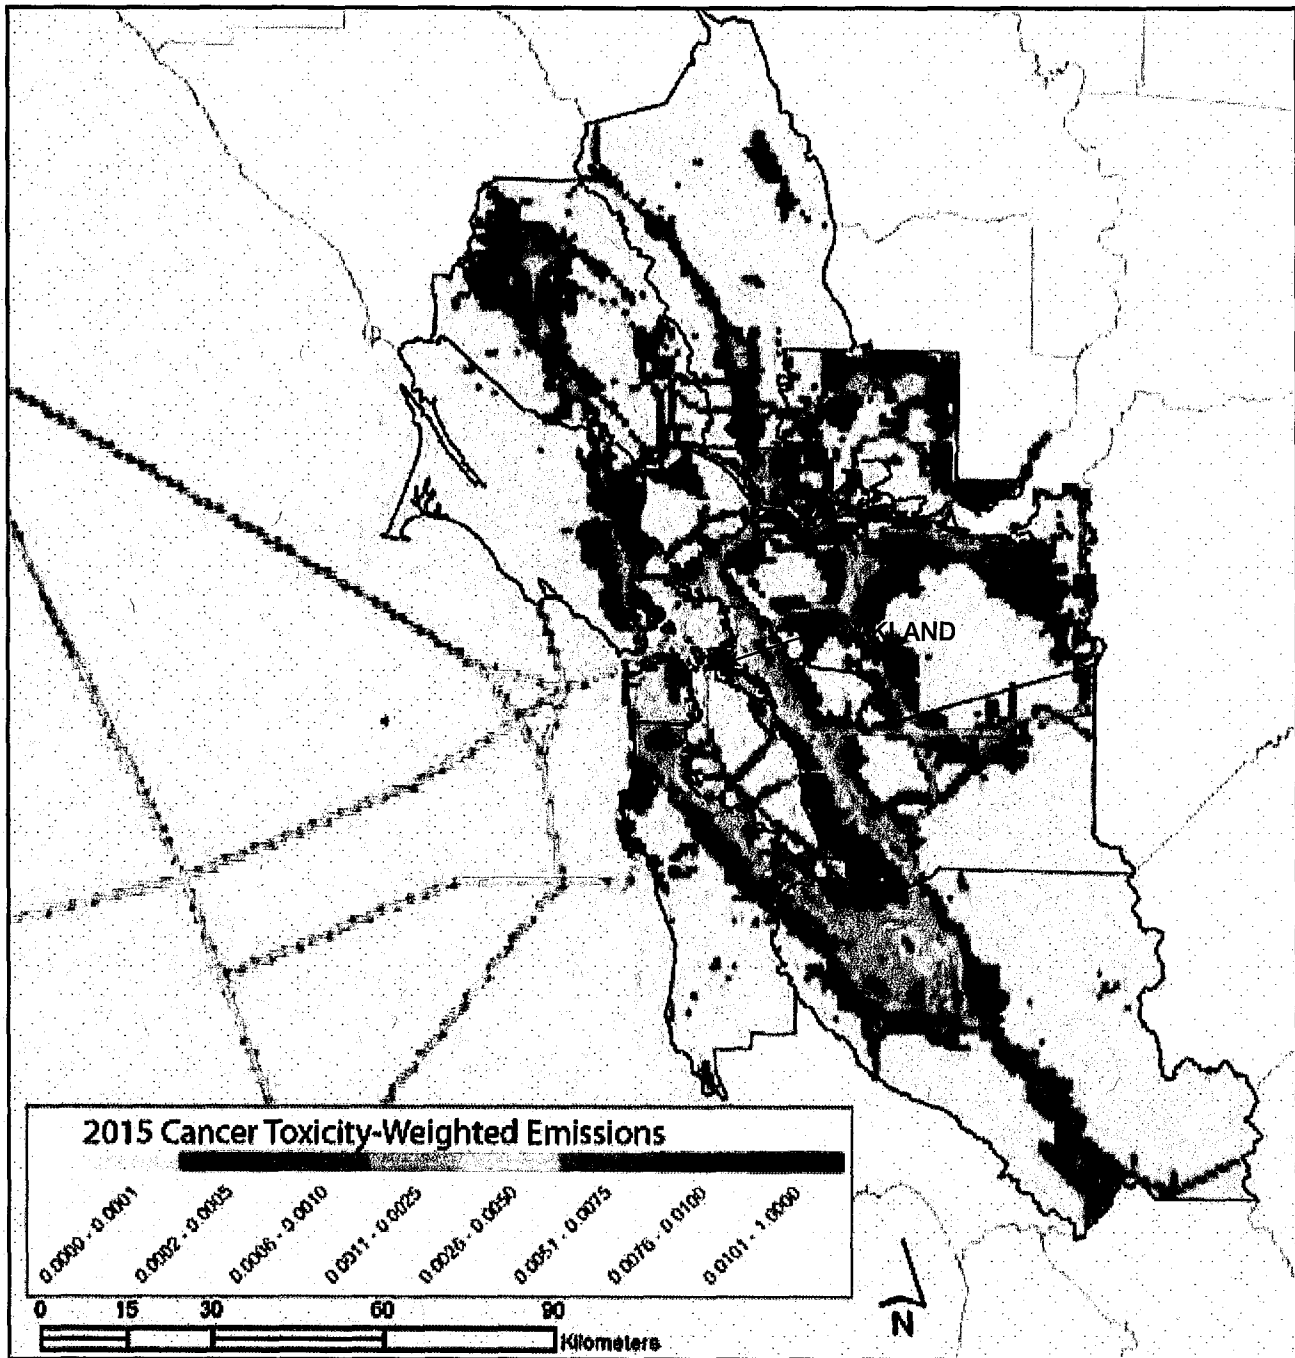 KLAND
2015 Cancer Toxicity-Weighted Emissions
0.0000 - 0.0001
0.0002 - 0.0005
0.0006 - 0.0010
0.0011 - 0.0025
0.0026 - 0.0050
0.0051 - 0.0075
0.0076 - 0.0100
0.0101 - 1.0000
0 15 30 60 90
Kilometers
N